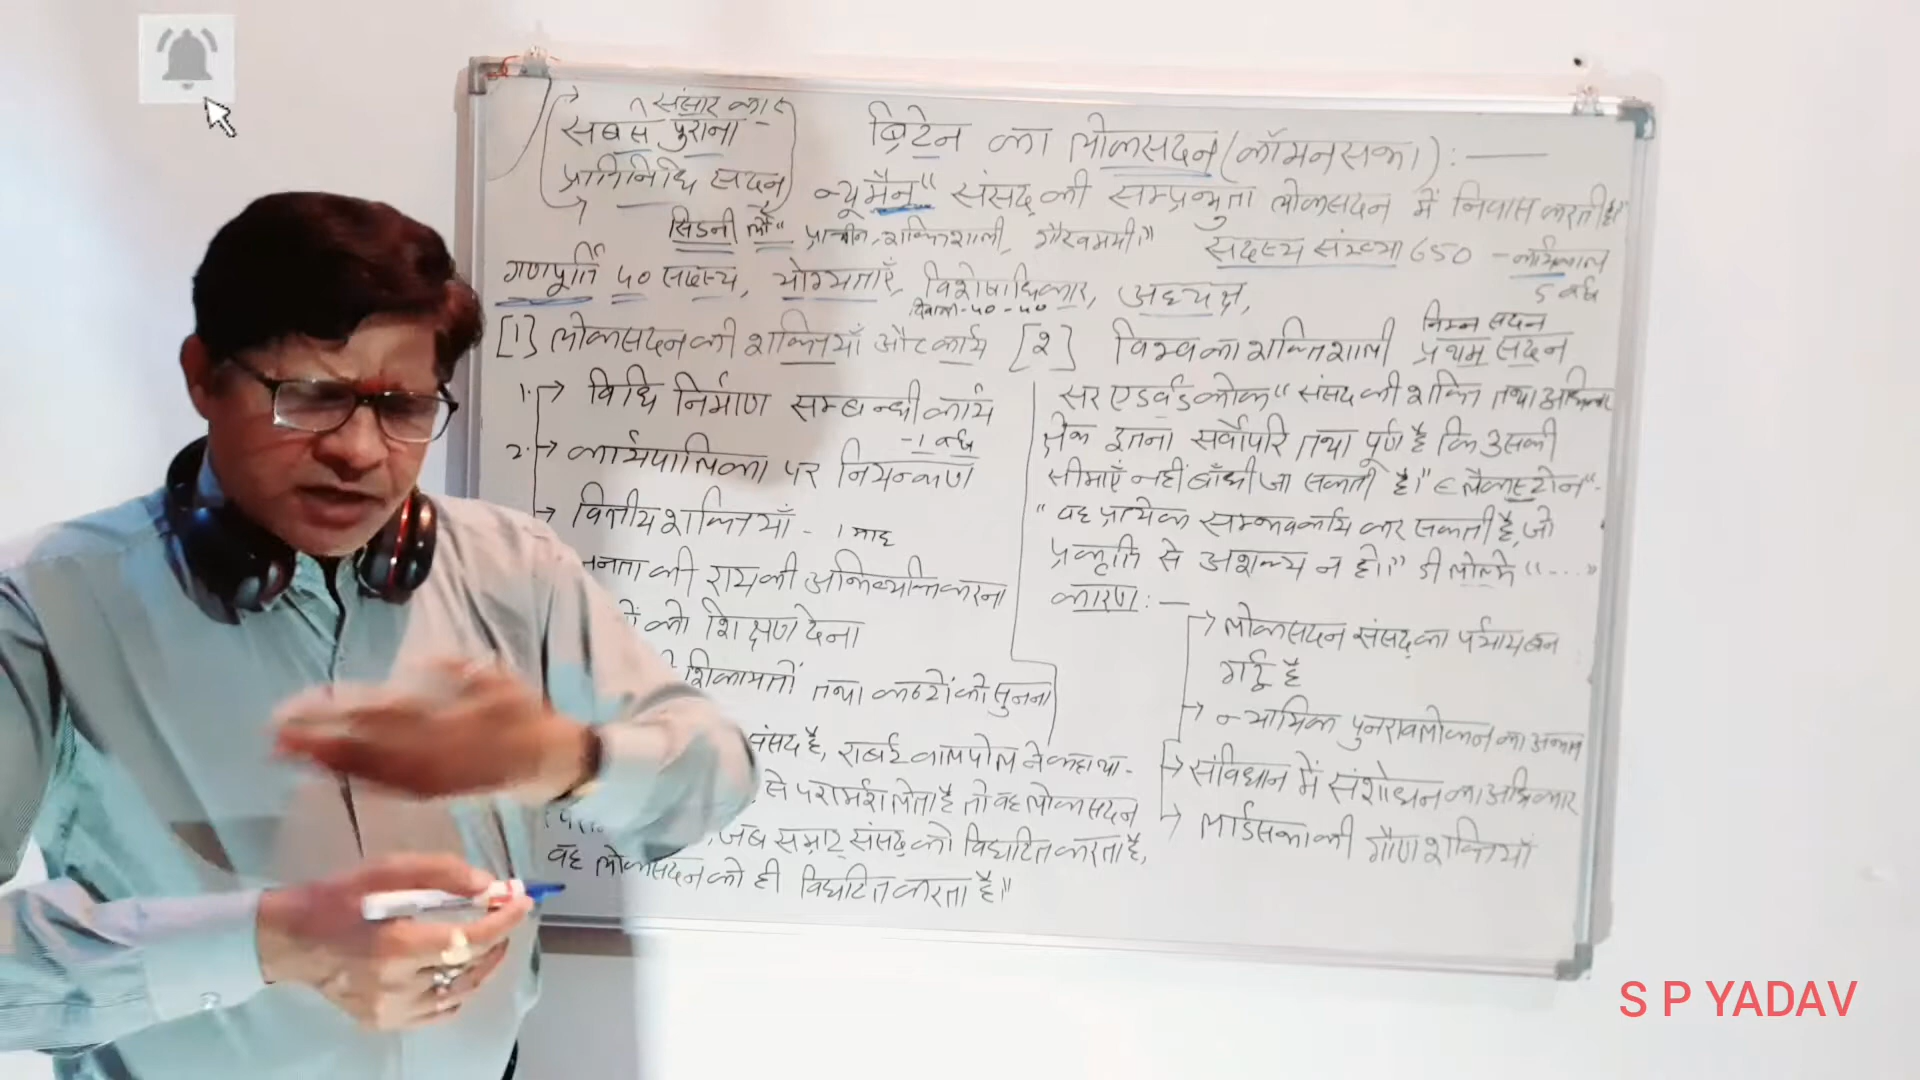 संसार का
सबसे पुराना
प्रतिनिधि सदन
ब्रिटेन का लोकसदन (कॉमनसभा) : —
न्यूमैन" संसद की सम्प्रभुता लोकसदन में निवास करती है।"
सिडनी लौ" प्राचीन, शक्तिशाली, गौरवमयी।" सदस्य संख्या 650 - कार्यकाल
5 वर्ष
गणपूर्ति ५० सदस्य, योग्यताएँ, विशेषाधिकार, अध्यक्ष,
[1] लोकसदन की शक्तियाँ और कार्य
1. → विधि निर्माण सम्बन्धी कार्य
- 1 वर्ष
2. → कार्यपालिका पर नियन्त्रण
→ वित्तीय शक्तियाँ - 1 माह
जनता की राय की अभिव्यक्ति करना
को शिक्षण देना
शिकायतों तथा कष्टों को सुनना
संसद है, राबर्ट वालपोल ने कहा था -
से परामर्श लेता है तो वह लोकसदन
, जब सम्राट् संसद् को विघटित करता है,
वह लोकसदन को ही विघटित करता है।"
निम्न सदन
[२] विश्व का शक्तिशाली प्रथम सदन
सर एडवर्ड कोक "संसद की शक्ति तथा अधिकार
क्षेत्र इतना सर्वोपरि तथा पूर्ण है कि उसकी
सीमाएँ नहीं बाँधी जा सकती है।" ब्लैकस्टोन" -
"वह प्रत्येक सम्भव कार्य कर सकती है, जो
प्रकृति से अशक्य न हो।" डी लोल्मे "....."
कारण : —
→ लोकसदन संसद् का पर्याय बन
गई है
→ न्यायिक पुनरावलोकन का अभाव
→ संविधान में संशोधन का अधिकार
→ लार्डसभा की गौण शक्तियाँ
S P YADAV